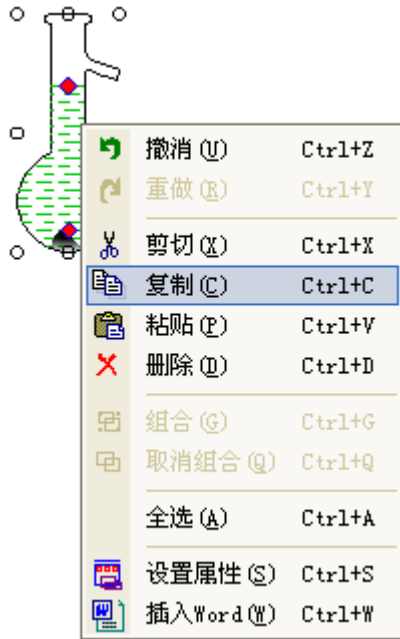 撤消(U) Ctrl+Z
重做(R) Ctrl+Y
剪切(X) Ctrl+X
复制(C) Ctrl+C
粘贴(P) Ctrl+V
删除(D) Ctrl+D
组合(G) Ctrl+G
取消组合(Q) Ctrl+Q
全选(A) Ctrl+A
设置属性(S) Ctrl+S
插入Word(W) Ctrl+W